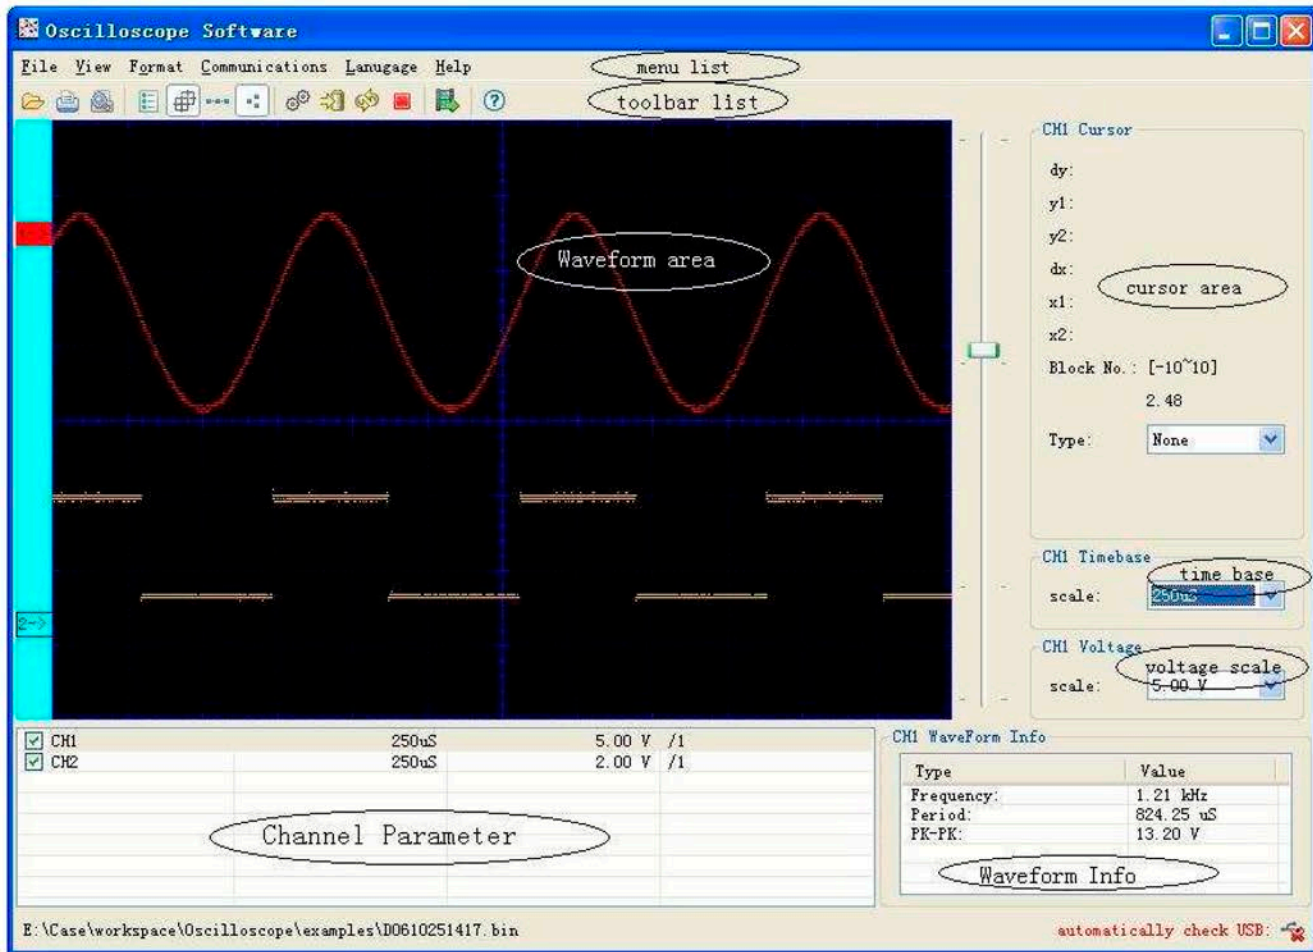 Oscilloscope Software
File View Format Communications Lanugage Help
menu list
toolbar list
Waveform area
2->
CH1 Cursor
dy:
y1:
y2:
dx:
x1:
x2:
cursor area
Block No.: [-10~10]
2.48
Type: None
CH1 Timebase
time base
scale: 250uS
CH1 Voltage
voltage scale
scale: 5.00 V
CH1 250uS 5.00 V /1
CH2 250uS 2.00 V /1
Channel Parameter
CH1 WaveForm Info
Type Value
Frequency: 1.21 kHz
Period: 824.25 uS
PK-PK: 13.20 V
Waveform Info
E:\Case\workspace\Oscilloscope\examples\D0610251417.bin
automatically check USB: